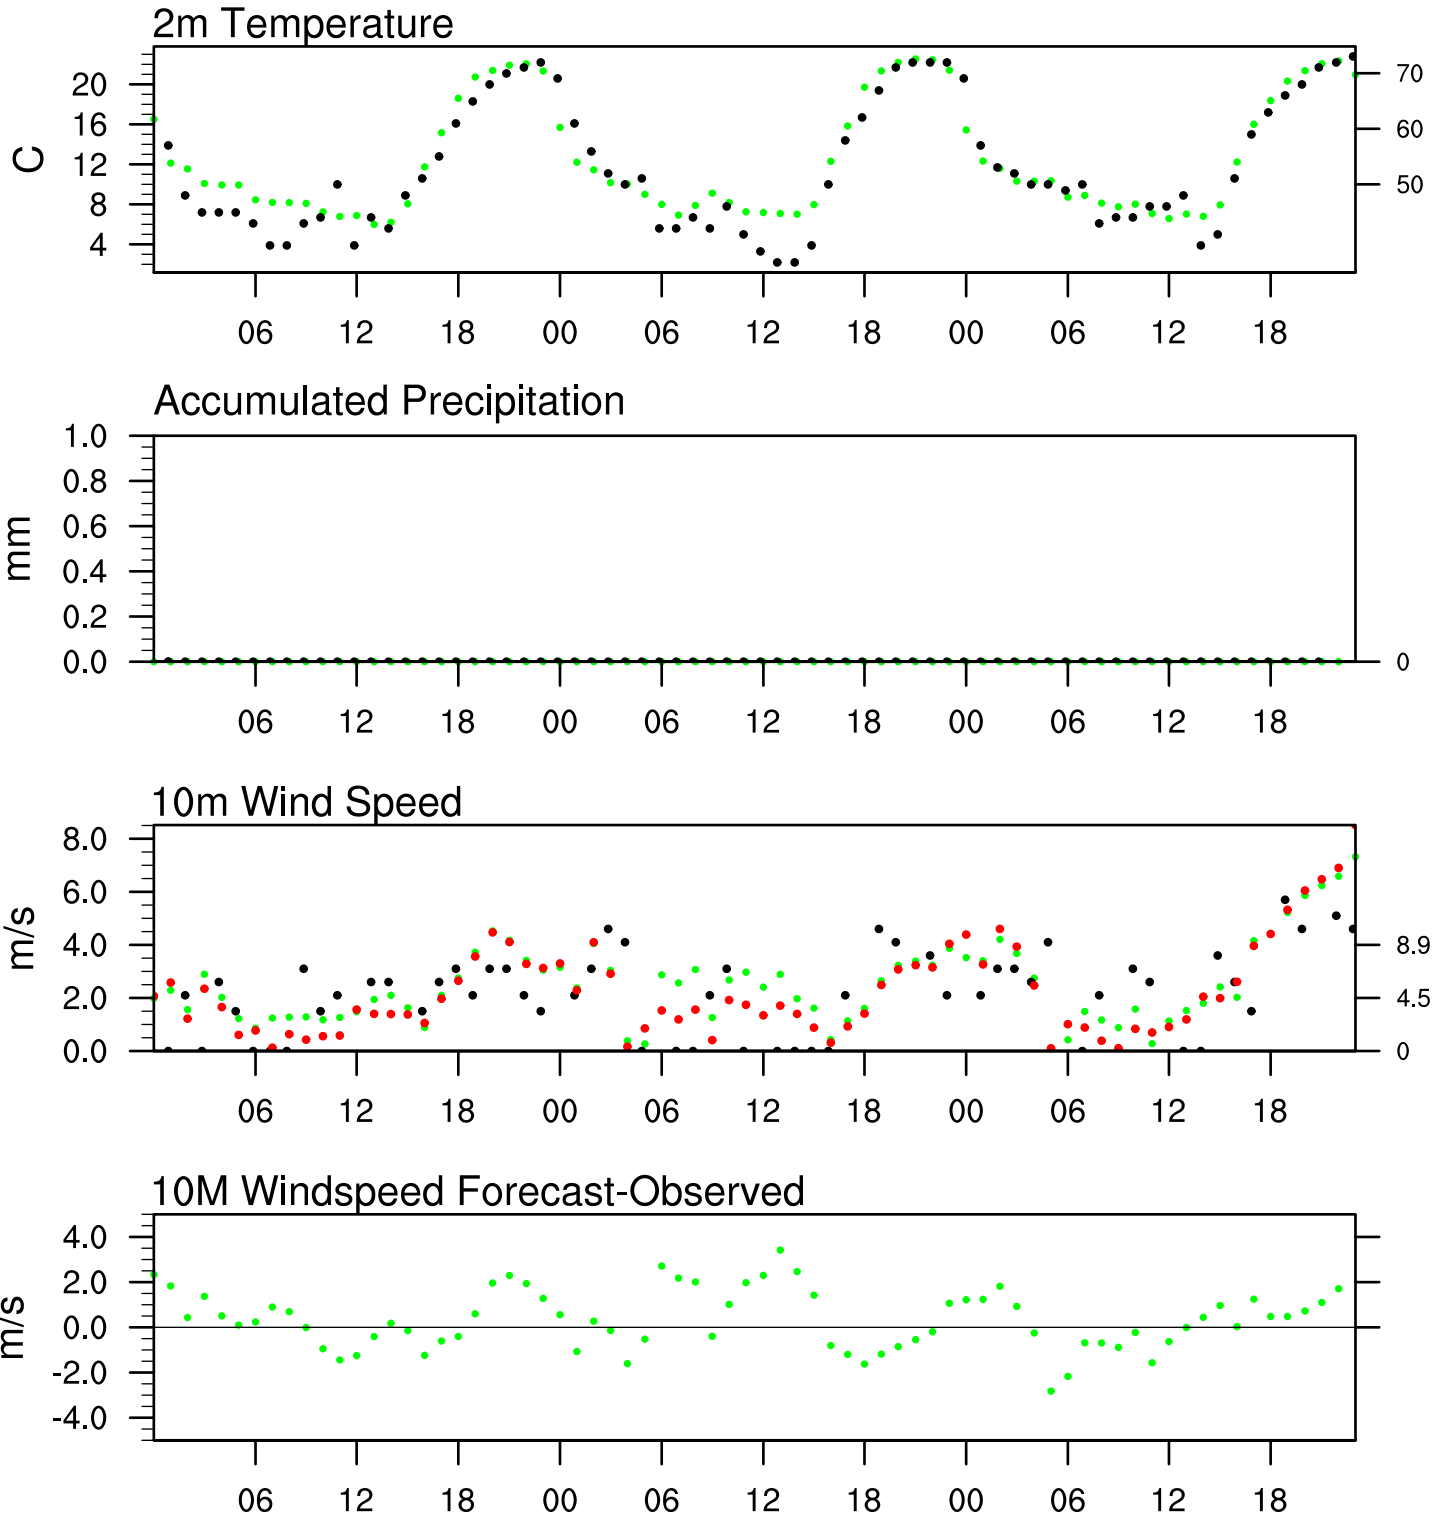 2m Temperature
20
16
12
8
4
C
70
60
50
06 12 18 00 06 12 18 00 06 12 18
Accumulated Precipitation
1.0
0.8
0.6
0.4
0.2
0.0
mm
0
06 12 18 00 06 12 18 00 06 12 18
10m Wind Speed
8.0
6.0
4.0
2.0
0.0
m/s
8.9
4.5
0
06 12 18 00 06 12 18 00 06 12 18
10M Windspeed Forecast-Observed
4.0
2.0
0.0
-2.0
-4.0
m/s
06 12 18 00 06 12 18 00 06 12 18